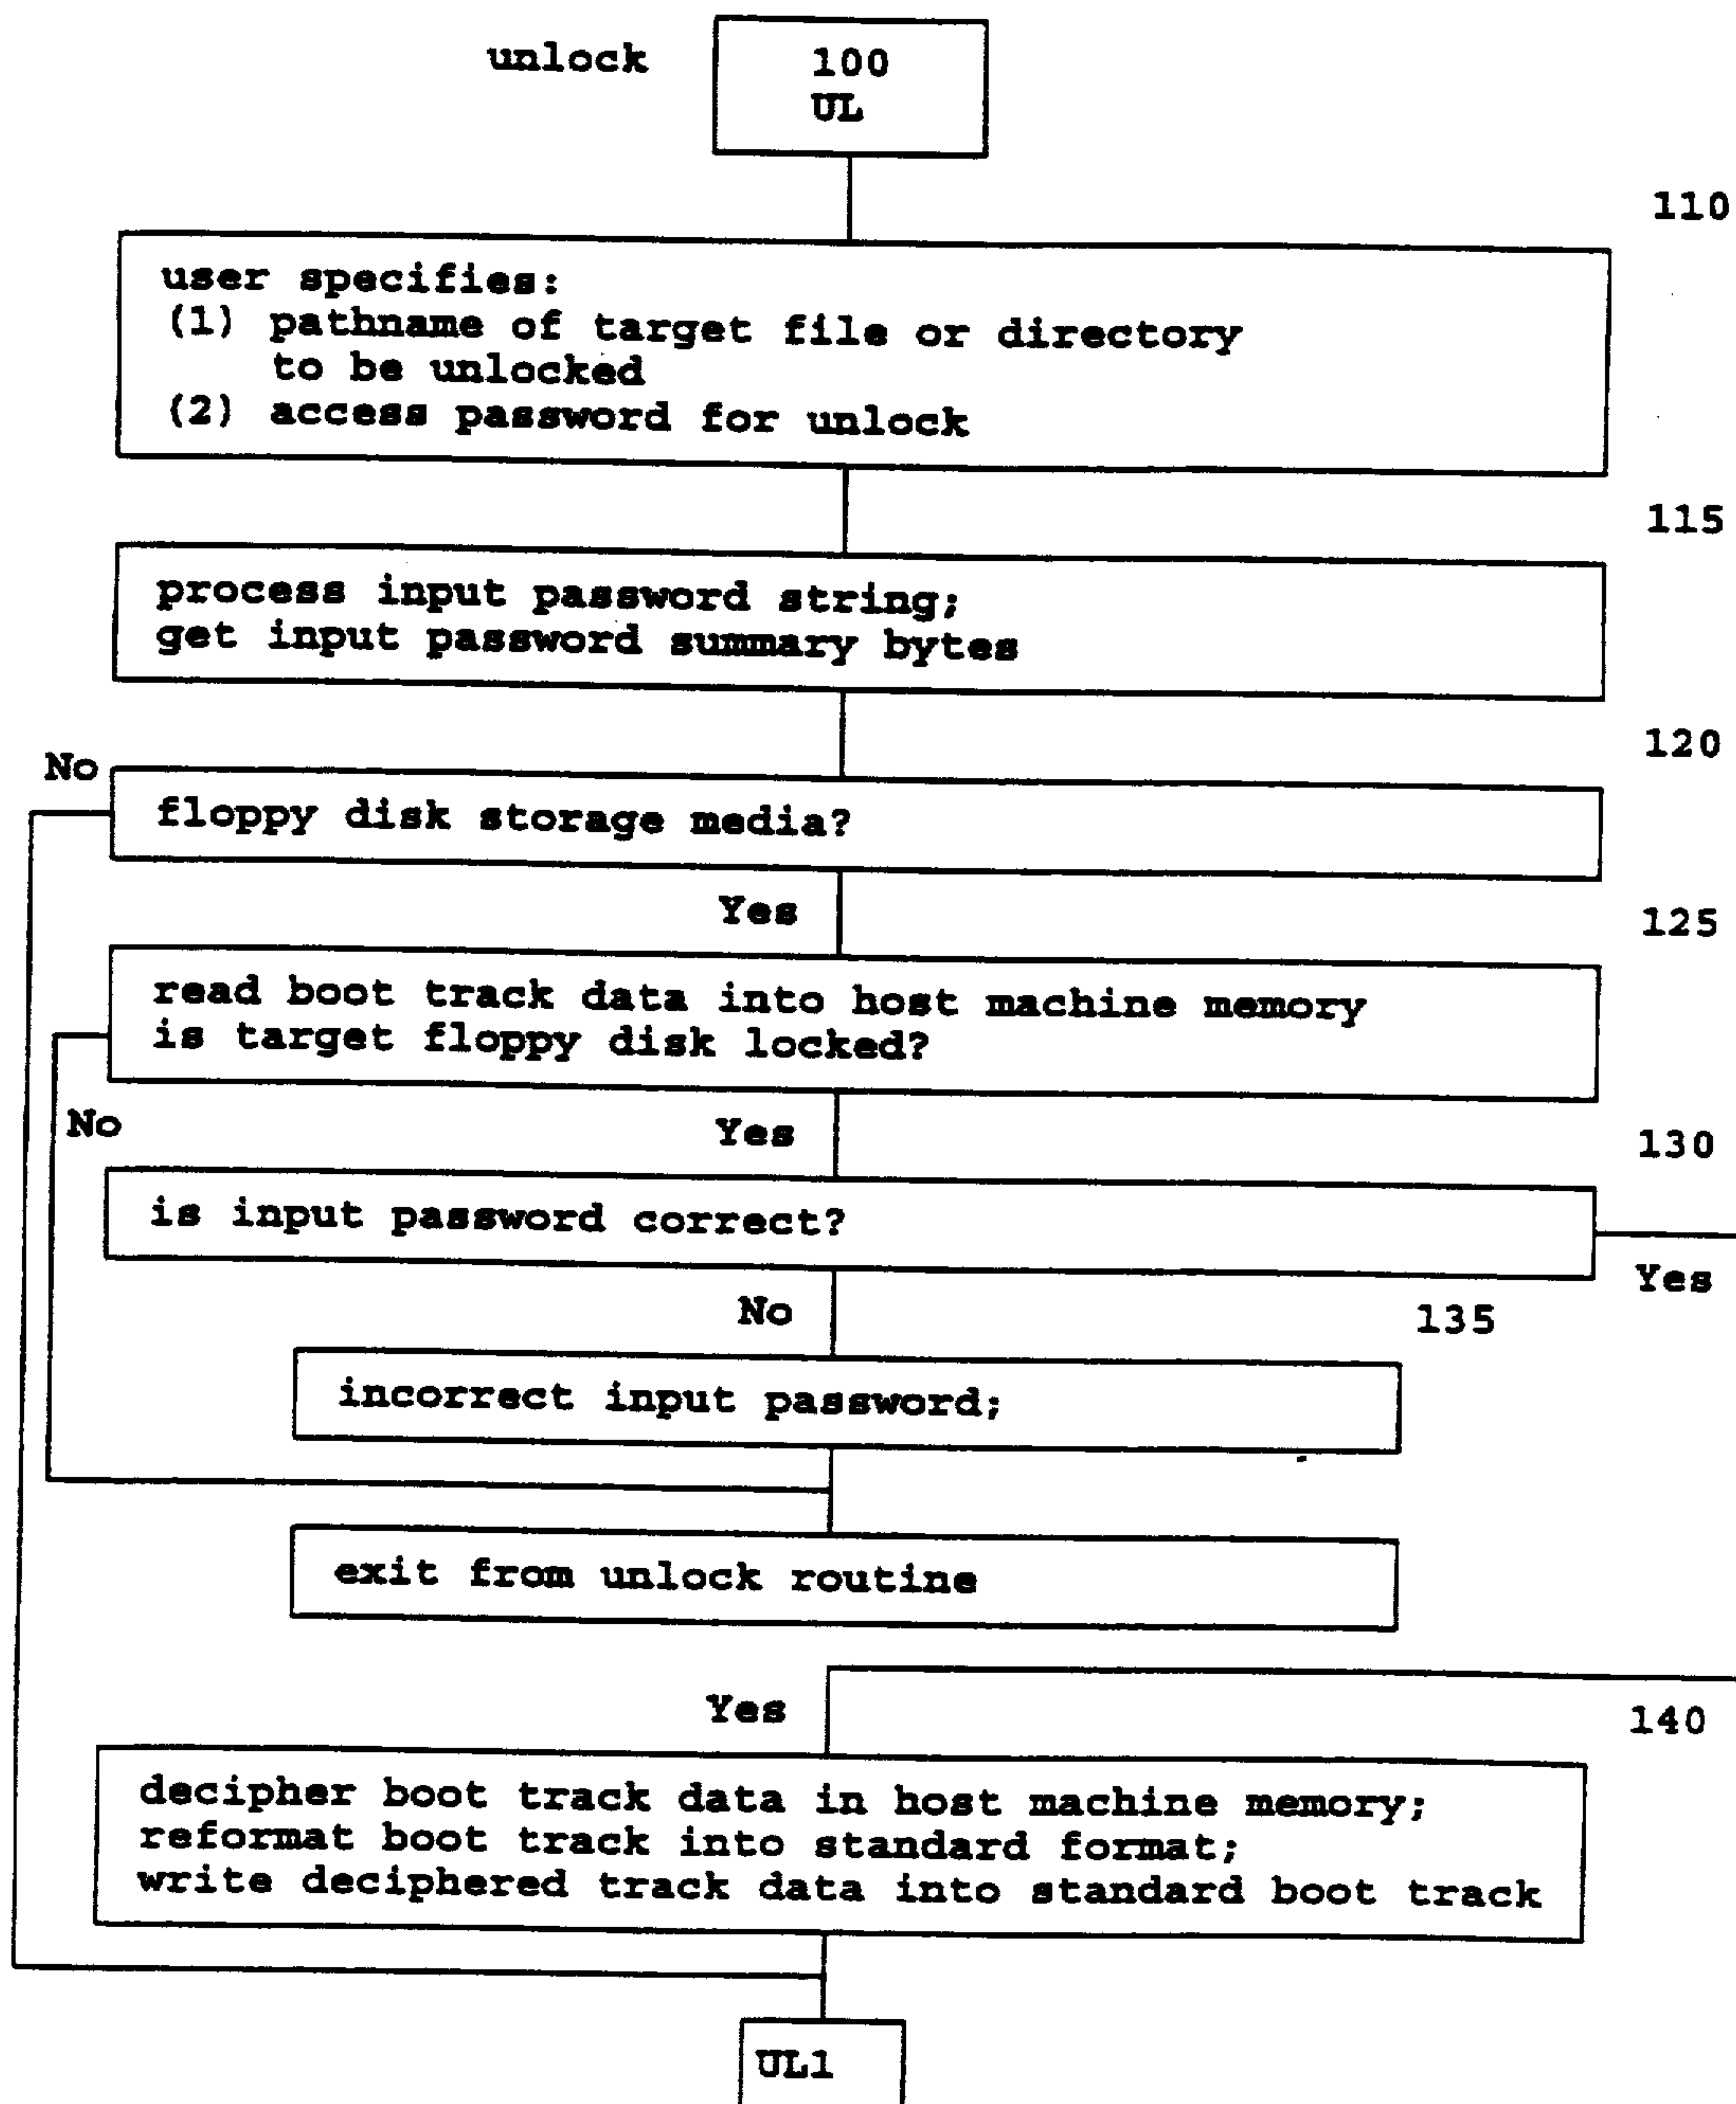 unlock
100
UL
110
user specifies:
(1) pathname of target file or directory
to be unlocked
(2) access password for unlock
115
process input password string;
get input password summary bytes
120
No
floppy disk storage media?
Yes
125
read boot track data into host machine memory
is target floppy disk locked?
No
Yes
130
is input password correct?
Yes
No
135
incorrect input password;
exit from unlock routine
Yes
140
decipher boot track data in host machine memory;
reformat boot track into standard format;
write deciphered track data into standard boot track
UL1